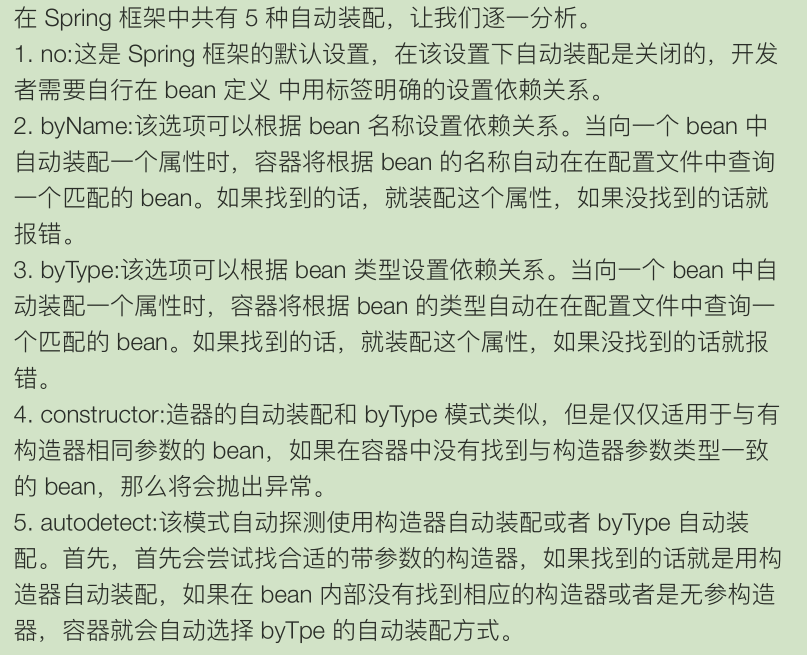 在 Spring 框架中共有 5 种自动装配，让我们逐一分析。
1. no:这是 Spring 框架的默认设置，在该设置下自动装配是关闭的，开发
者需要自行在 bean 定义 中用标签明确的设置依赖关系。
2. byName:该选项可以根据 bean 名称设置依赖关系。当向一个 bean 中
自动装配一个属性时，容器将根据 bean 的名称自动在在配置文件中查询
一个匹配的 bean。如果找到的话，就装配这个属性，如果没找到的话就
报错。
3. byType:该选项可以根据 bean 类型设置依赖关系。当向一个 bean 中自
动装配一个属性时，容器将根据 bean 的类型自动在在配置文件中查询一
个匹配的 bean。如果找到的话，就装配这个属性，如果没找到的话就报
错。
4. constructor:造器的自动装配和 byType 模式类似，但是仅仅适用于与有
构造器相同参数的 bean，如果在容器中没有找到与构造器参数类型一致
的 bean，那么将会抛出异常。
5. autodetect:该模式自动探测使用构造器自动装配或者 byType 自动装
配。首先，首先会尝试找合适的带参数的构造器，如果找到的话就是用构
造器自动装配，如果在 bean 内部没有找到相应的构造器或者是无参构造
器，容器就会自动选择 byTpe 的自动装配方式。